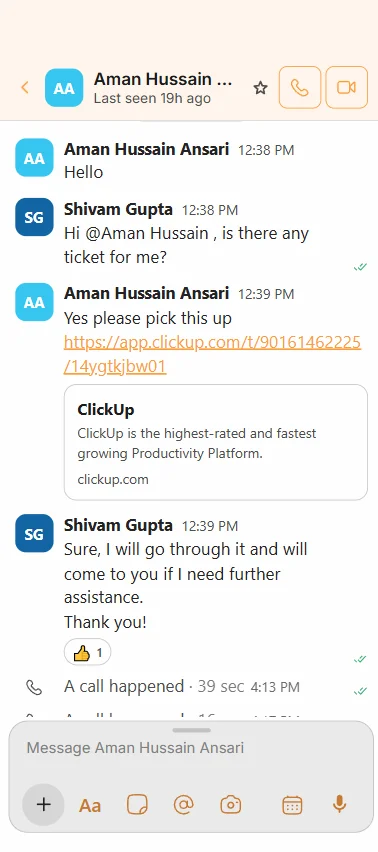 AA
Aman Hussain ...
Last seen 19h ago
AA
Aman Hussain Ansari 12:38 PM
Hello
SG
Shivam Gupta 12:38 PM
Hi @Aman Hussain , is there any
ticket for me?
AA
Aman Hussain Ansari 12:39 PM
Yes please pick this up
https://app.clickup.com/t/90161462225
/14ygtkjbw01
ClickUp
ClickUp is the highest-rated and fastest
growing Productivity Platform.
clickup.com
SG
Shivam Gupta 12:39 PM
Sure, I will go through it and will
come to you if I need further
assistance.
Thank you!
1
A call happened · 39 sec 4:13 PM
Message Aman Hussain Ansari
Aa